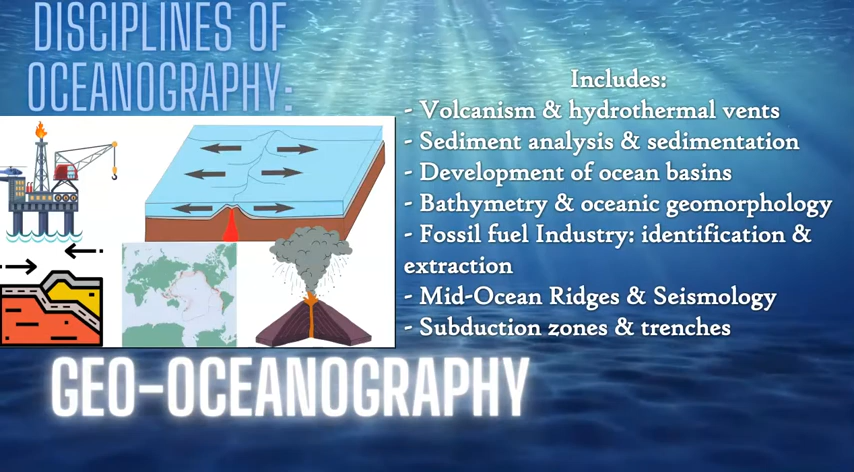 DISCIPLINES OF
OCEANOGRAPHY:
Includes:
- Volcanism & hydrothermal vents
- Sediment analysis & sedimentation
- Development of ocean basins
- Bathymetry & oceanic geomorphology
- Fossil fuel Industry: identification &
extraction
- Mid-Ocean Ridges & Seismology
- Subduction zones & trenches
GEO-OCEANOGRAPHY